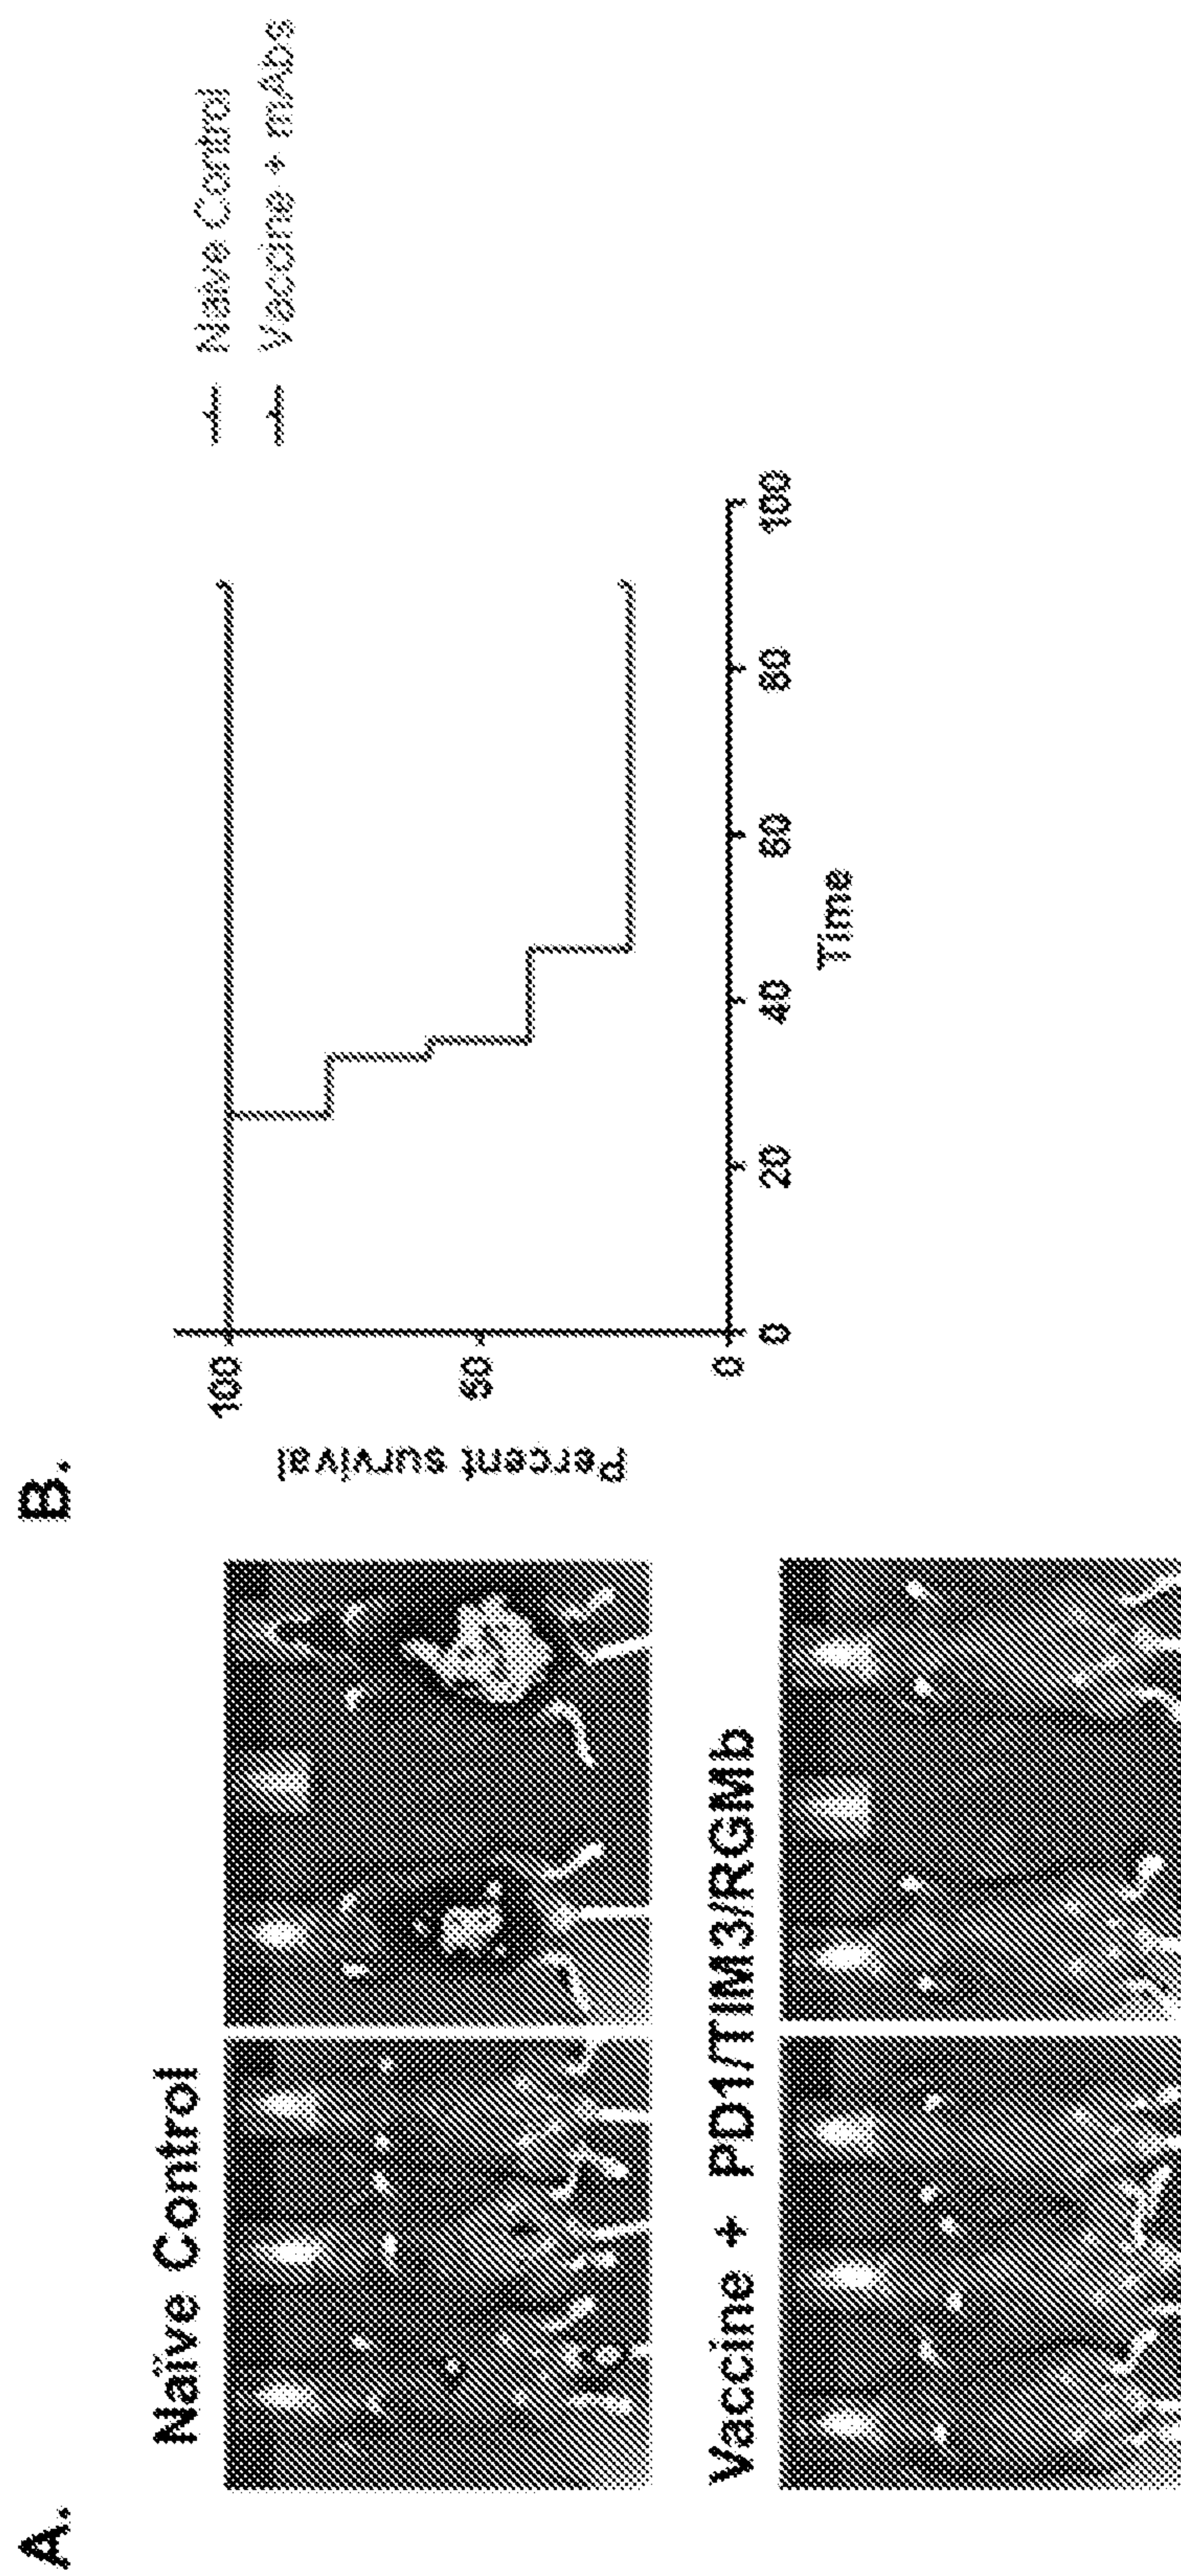 A.
Naïve Control
Vaccine + PD1/TIM3/RGMb
B.
Percent survival
100
50
0
0
20
40
60
80
100
Time
Naive Control
Vaccine + mAbs